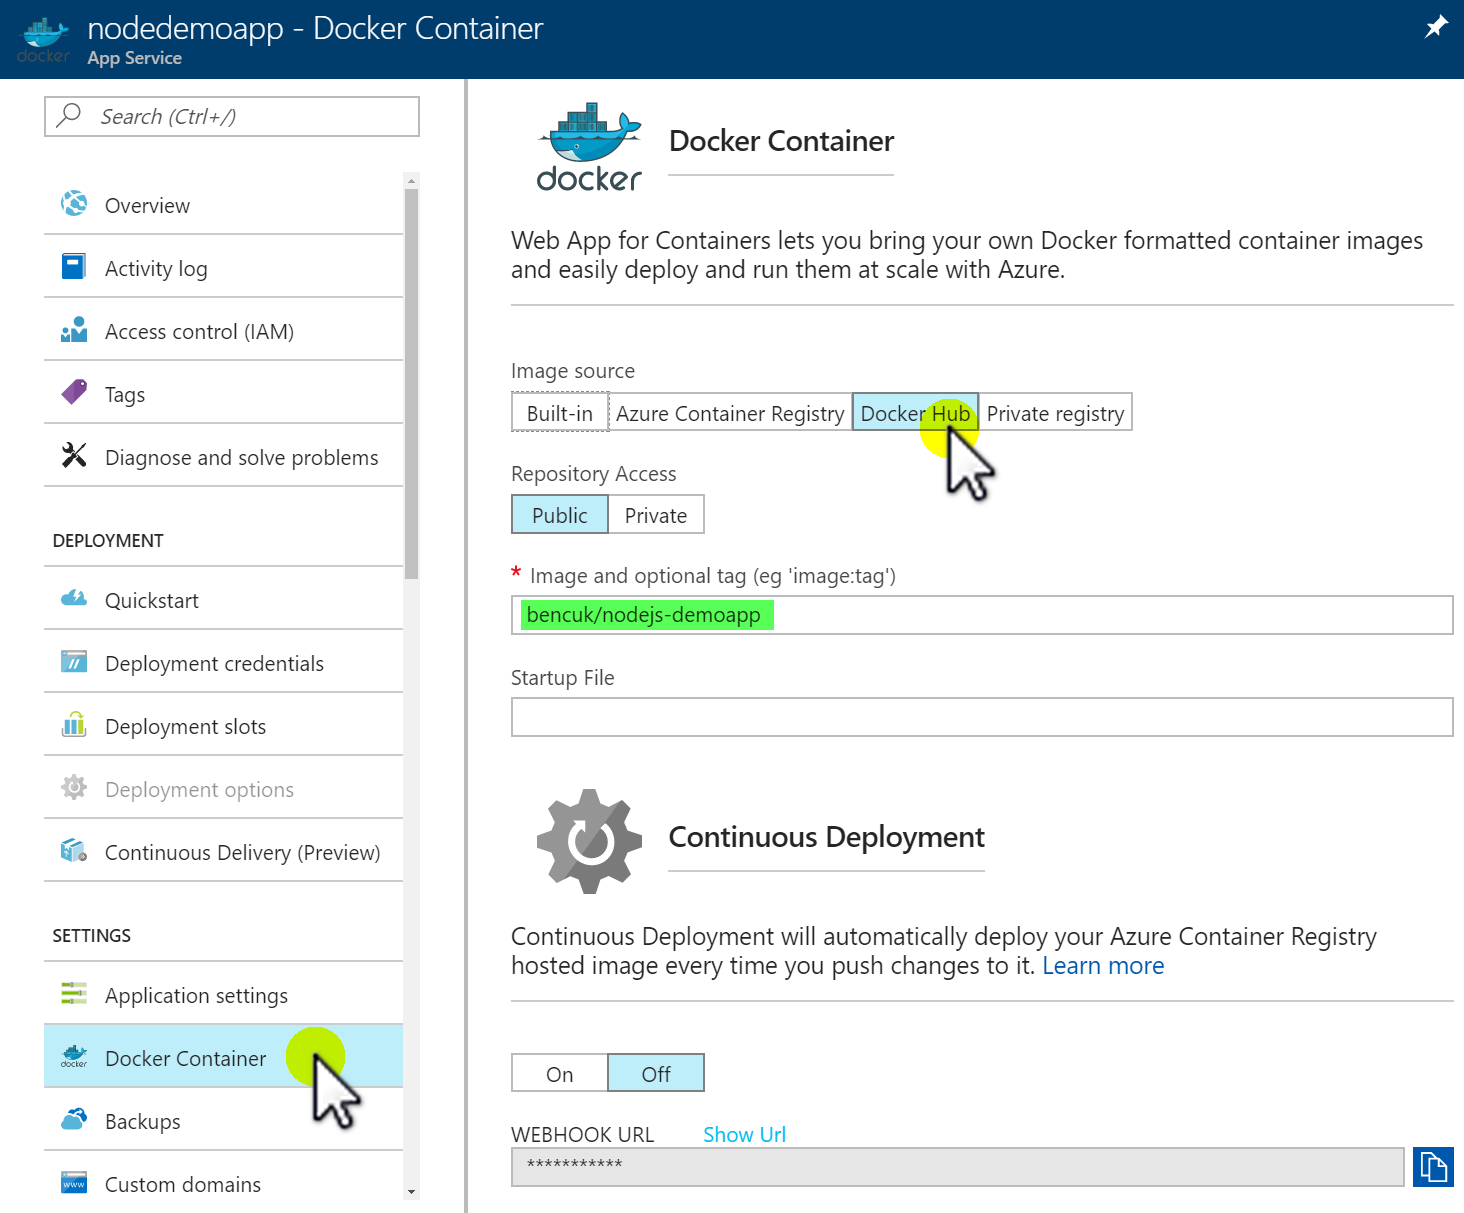 nodedemoapp - Docker Container
App Service
docker
Search (Ctrl+/)
Overview
Activity log
Access control (IAM)
Tags
Diagnose and solve problems
DEPLOYMENT
Quickstart
Deployment credentials
Deployment slots
Deployment options
Continuous Delivery (Preview)
SETTINGS
Application settings
docker
Docker Container
Backups
www
Custom domains
docker
Docker Container
Web App for Containers lets you bring your own Docker formatted container images
and easily deploy and run them at scale with Azure.
Image source
Built-in Azure Container Registry Docker Hub Private registry
Repository Access
Public Private
* Image and optional tag (eg 'image:tag')
bencuk/nodejs-demoapp
Startup File
Continuous Deployment
Continuous Deployment will automatically deploy your Azure Container Registry
hosted image every time you push changes to it. Learn more
On Off
WEBHOOK URL Show Url
***********